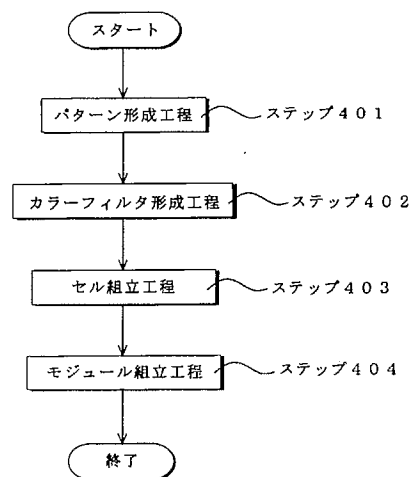 スタート
パターン形成工程 ステップ401
カラーフィルタ形成工程 ステップ402
セル組立工程 ステップ403
モジュール組立工程 ステップ404
終了